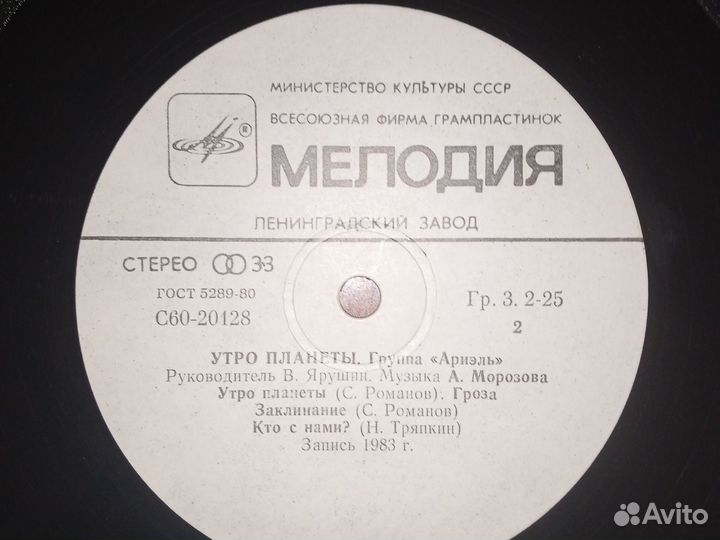 МИНИСТЕРСТВО КУЛЬТУРЫ СССР
ВСЕСОЮЗНАЯ ФИРМА ГРАМПЛАСТИНОК
®
МЕЛОДИЯ
ЛЕНИНГРАДСКИЙ ЗАВОД
СТЕРЕО 33
ГОСТ 5289-80
С60-20128
Гр. 3. 2-25
2
УТРО ПЛАНЕТЫ. Группа «Ариэль»
Руководитель В. Ярушин. Музыка А. Морозова
Утро планеты (С. Романов). Гроза
Заклинание (С. Романов)
Кто с нами? (Н. Тряпкин)
Запись 1983 г.
Avito